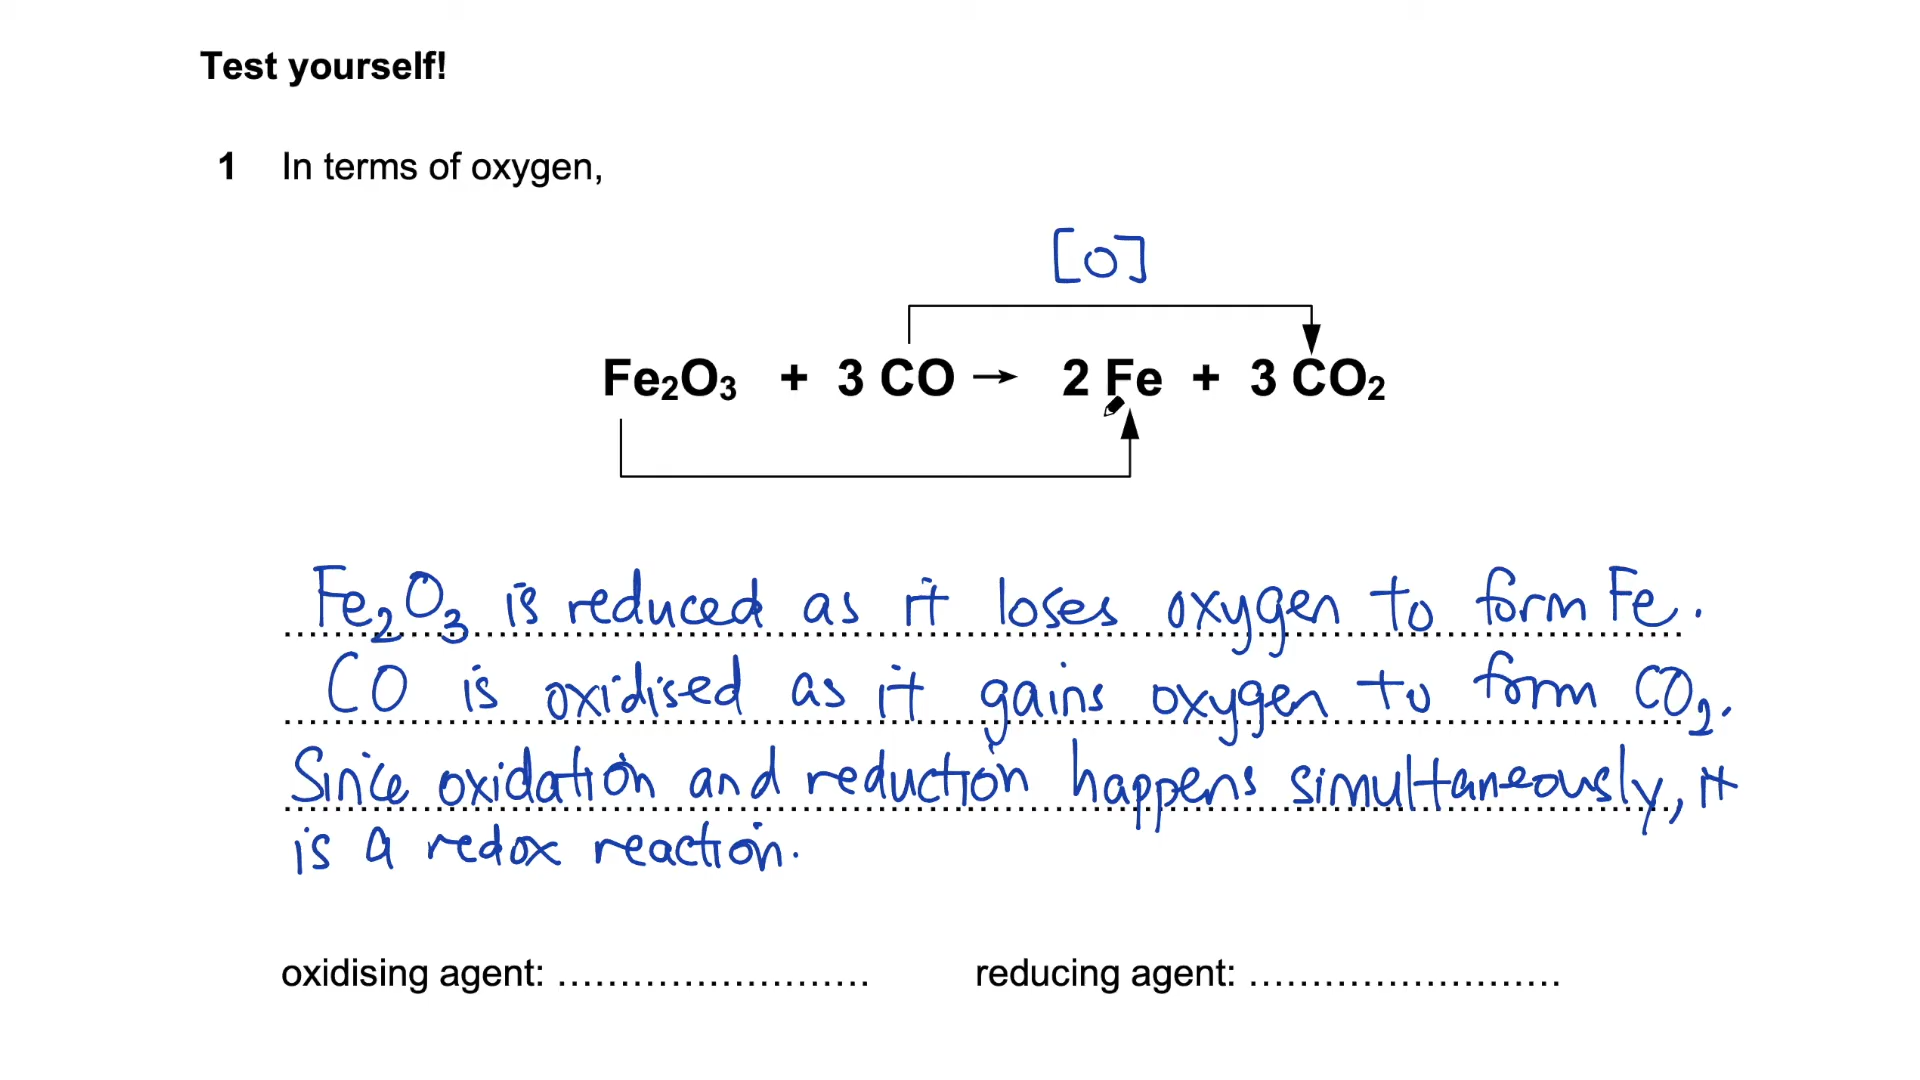 Test yourself!
1 In terms of oxygen,
[O]
Fe₂O₃ + 3 CO → 2 Fe + 3 CO₂
Fe₂O₃ is reduced as it loses oxygen to form Fe.
CO is oxidised as it gains oxygen to form CO₂.
Since oxidation and reduction happens simultaneously, it
is a redox reaction.
oxidising agent: ......................... reducing agent: .........................